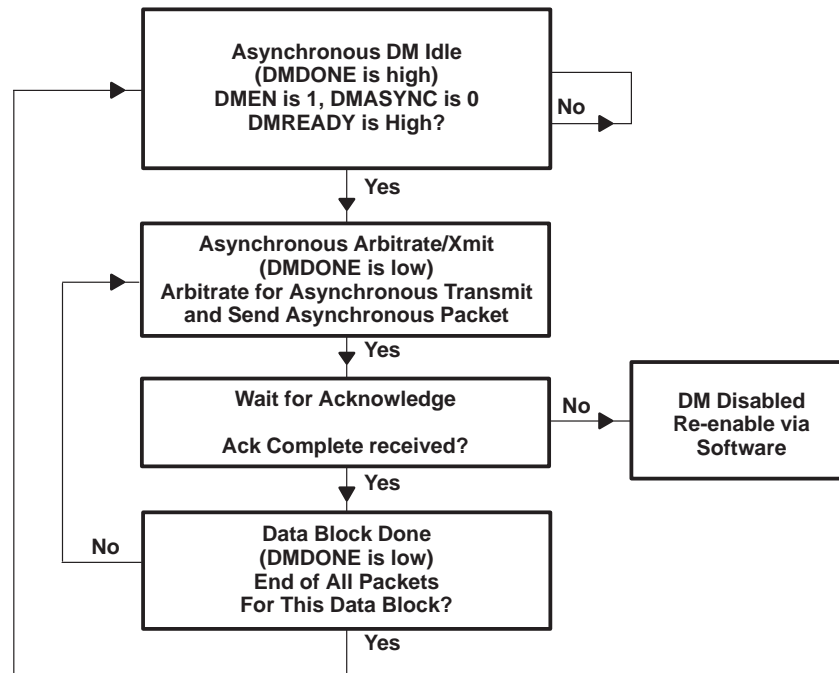 Asynchronous DM Idle
(DMDONE is high)
DMEN is 1, DMASYNC is 0
DMREADY is High?
No
Yes
Asynchronous Arbitrate/Xmit
(DMDONE is low)
Arbitrate for Asynchronous Transmit
and Send Asynchronous Packet
Yes
Wait for Acknowledge
Ack Complete received?
No
DM Disabled
Re-enable via
Software
Yes
No
Data Block Done
(DMDONE is low)
End of All Packets
For This Data Block?
Yes